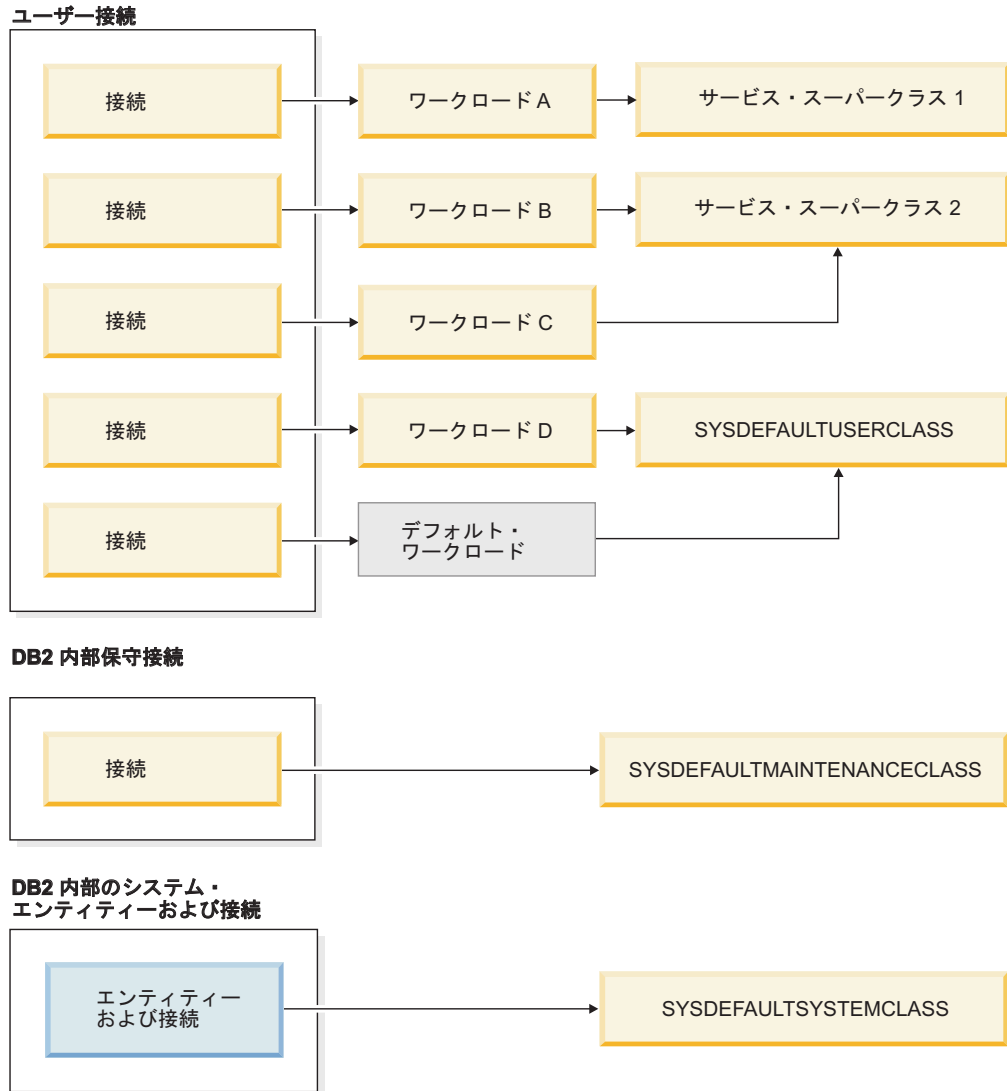 ユーザー接続
接続
ワークロード A
サービス・スーパークラス 1
接続
ワークロード B
サービス・スーパークラス 2
接続
ワークロード C
接続
ワークロード D
SYSDEFAULTUSERCLASS
接続
デフォルト・
ワークロード
DB2 内部保守接続
接続
SYSDEFAULTMAINTENANCECLASS
DB2 内部のシステム・
エンティティーおよび接続
エンティティー
および接続
SYSDEFAULTSYSTEMCLASS